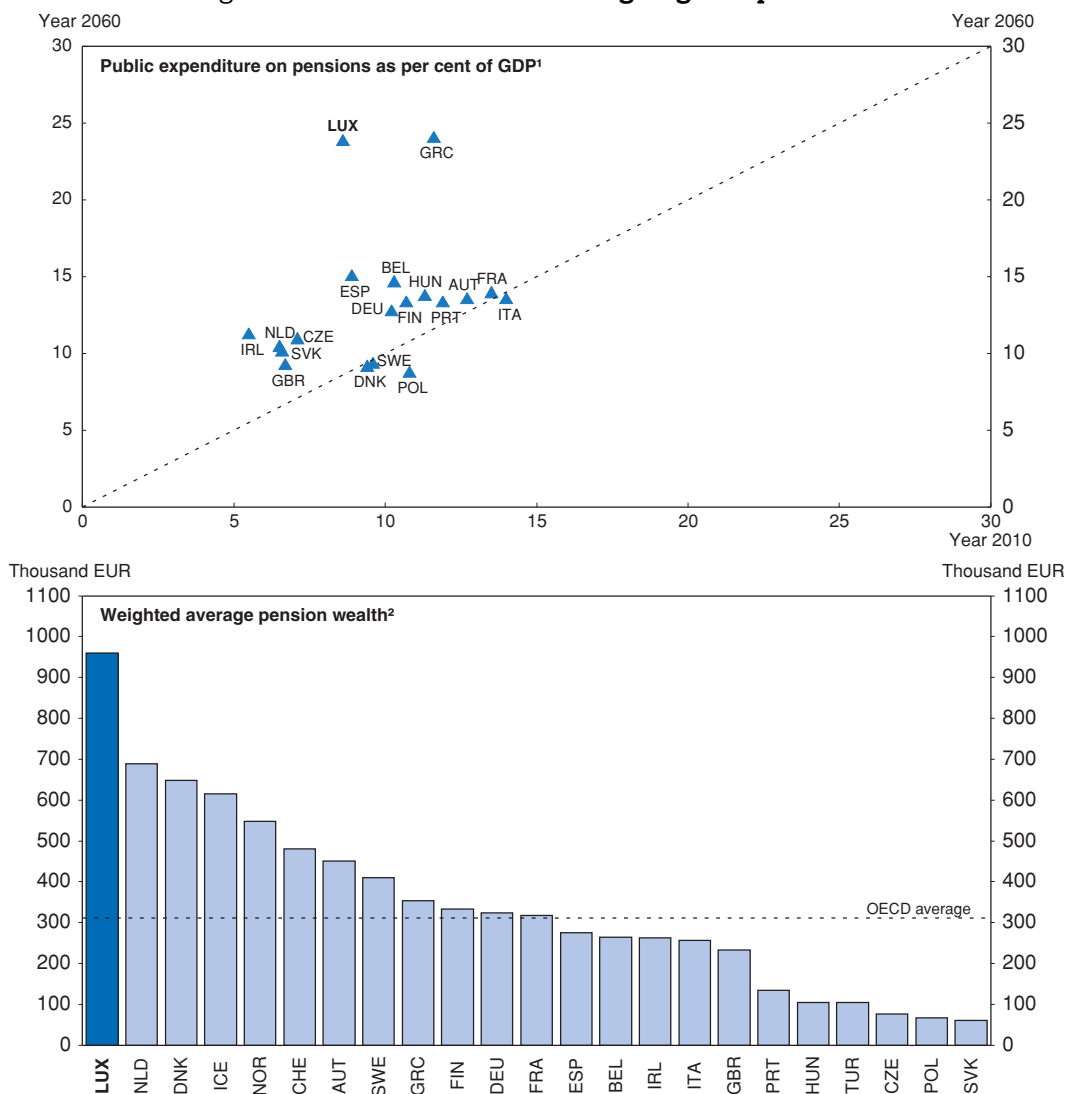 Year 2060 Year 2060
30 30
Public expenditure on pensions as per cent of GDP¹
25 25
LUX
GRC
20 20
15 15
BEL
ESP HUN AUT FRA
DEU FIN PRT ITA
NLD CZE
IRL SVK
10 10
GBR SWE
DNK POL
5 5
0 0
0 5 10 15 20 25 30
Year 2010
Thousand EUR Thousand EUR
1100 1100
Weighted average pension wealth²
1000 1000
900 900
800 800
700 700
600 600
500 500
400 400
OECD average
300 300
200 200
100 100
0 0
LUX NLD DNK ICE NOR CHE AUT SWE GRC FIN DEU FRA ESP BEL IRL ITA GBR PRT HUN TUR CZE POL SVK